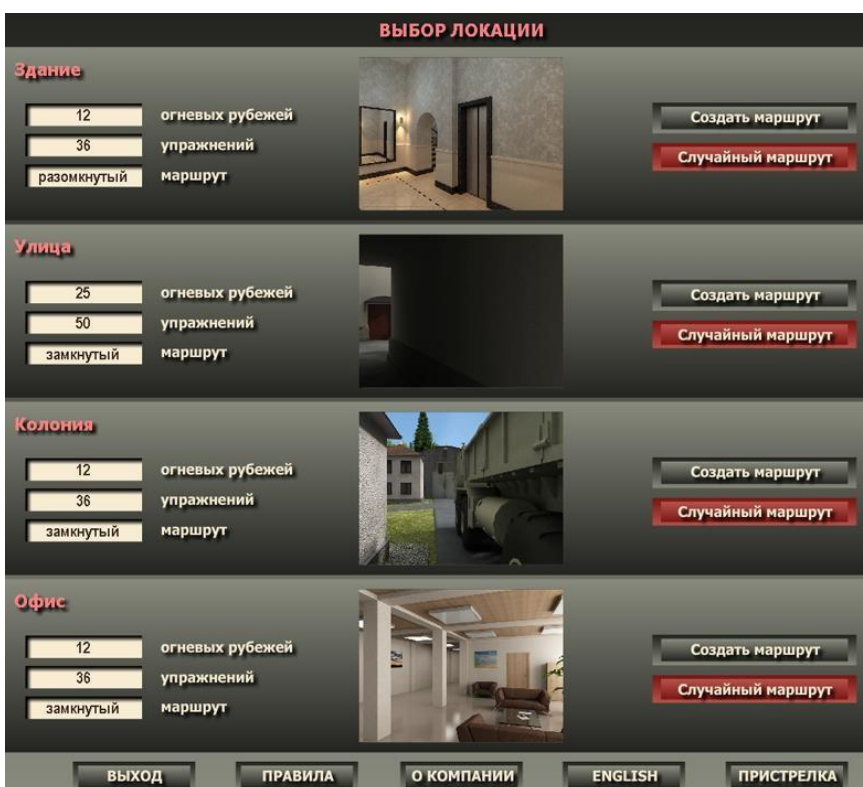 ВЫБОР ЛОКАЦИИ
Здание
12 огневых рубежей
36 упражнений
разомкнутый маршрут
Создать маршрут
Случайный маршрут
Улица
25 огневых рубежей
50 упражнений
замкнутый маршрут
Создать маршрут
Случайный маршрут
Колония
12 огневых рубежей
36 упражнений
замкнутый маршрут
Создать маршрут
Случайный маршрут
Офис
12 огневых рубежей
36 упражнений
замкнутый маршрут
Создать маршрут
Случайный маршрут
ВЫХОД ПРАВИЛА О КОМПАНИИ ENGLISH ПРИСТРЕЛКА